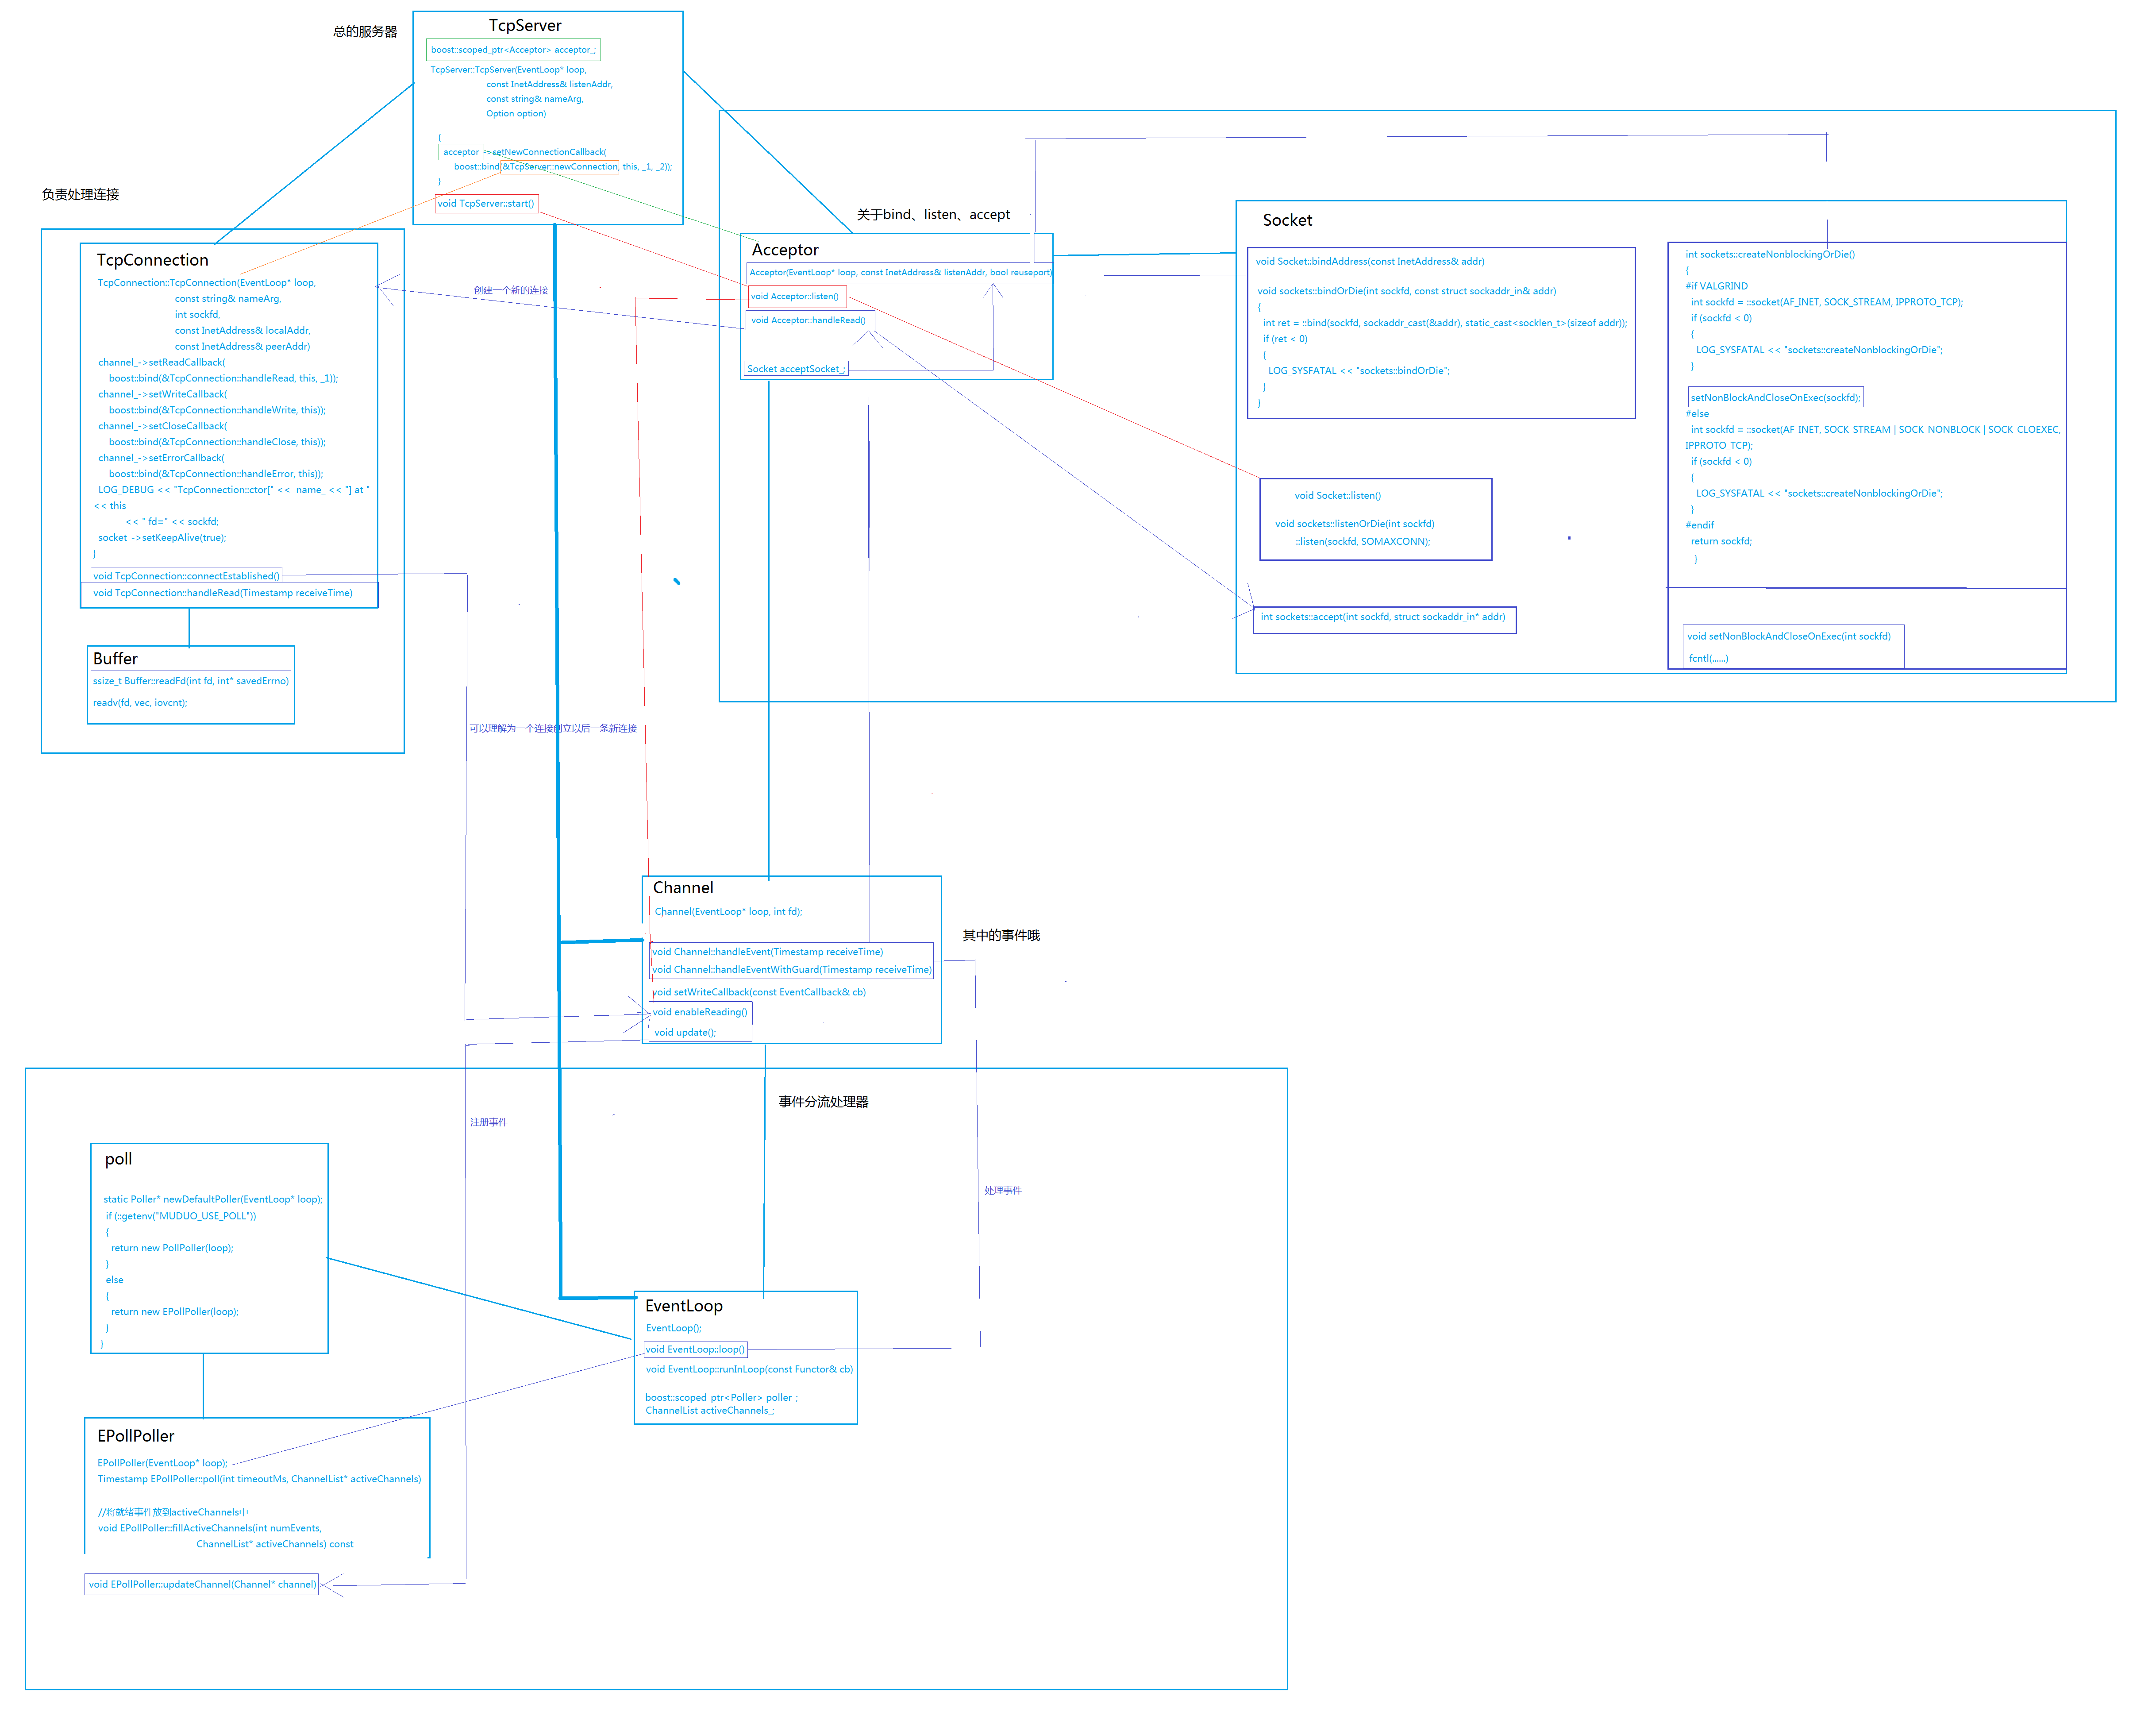 总的服务器
TcpServer
boost::scoped_ptr<Acceptor> acceptor_;
TcpServer::TcpServer(EventLoop* loop,
const InetAddress& listenAddr,
const string& nameArg,
Option option)
{
acceptor_->setNewConnectionCallback(
boost::bind(&TcpServer::newConnection, this, _1, _2));
}
void TcpServer::start()
负责处理连接
TcpConnection
TcpConnection::TcpConnection(EventLoop* loop,
const string& nameArg,
int sockfd,
const InetAddress& localAddr,
const InetAddress& peerAddr)
channel_->setReadCallback(
boost::bind(&TcpConnection::handleRead, this, _1));
channel_->setWriteCallback(
boost::bind(&TcpConnection::handleWrite, this));
channel_->setCloseCallback(
boost::bind(&TcpConnection::handleClose, this));
channel_->setErrorCallback(
boost::bind(&TcpConnection::handleError, this));
LOG_DEBUG << "TcpConnection::ctor[" << name_ << "] at "
<< this
<< " fd=" << sockfd;
socket_->setKeepAlive(true);
}
void TcpConnection::connectEstablished()
void TcpConnection::handleRead(Timestamp receiveTime)
Buffer
ssize_t Buffer::readFd(int fd, int* savedErrno)
readv(fd, vec, iovcnt);
创建一个新的连接
关于bind、listen、accept
Acceptor
Acceptor(EventLoop* loop, const InetAddress& listenAddr, bool reuseport)
void Acceptor::listen()
void Acceptor::handleRead()
Socket acceptSocket_;
Socket
void Socket::bindAddress(const InetAddress& addr)
void sockets::bindOrDie(int sockfd, const struct sockaddr_in& addr)
{
int ret = ::bind(sockfd, sockaddr_cast(&addr), static_cast<socklen_t>(sizeof addr));
if (ret < 0)
{
LOG_SYSFATAL << "sockets::bindOrDie";
}
}
void Socket::listen()
void sockets::listenOrDie(int sockfd)
::listen(sockfd, SOMAXCONN);
int sockets::accept(int sockfd, struct sockaddr_in* addr)
int sockets::createNonblockingOrDie()
{
#if VALGRIND
int sockfd = ::socket(AF_INET, SOCK_STREAM, IPPROTO_TCP);
if (sockfd < 0)
{
LOG_SYSFATAL << "sockets::createNonblockingOrDie";
}
setNonBlockAndCloseOnExec(sockfd);
#else
int sockfd = ::socket(AF_INET, SOCK_STREAM | SOCK_NONBLOCK | SOCK_CLOEXEC,
IPPROTO_TCP);
if (sockfd < 0)
{
LOG_SYSFATAL << "sockets::createNonblockingOrDie";
}
#endif
return sockfd;
}
void setNonBlockAndCloseOnExec(int sockfd)
fcntl(......)
可以理解为一个连接创立以后一条新连接
Channel
Channel(EventLoop* loop, int fd);
void Channel::handleEvent(Timestamp receiveTime)
void Channel::handleEventWithGuard(Timestamp receiveTime)
void setWriteCallback(const EventCallback& cb)
void enableReading()
void update();
其中的事件哦
事件分流处理器
注册事件
处理事件
poll
static Poller* newDefaultPoller(EventLoop* loop);
if (::getenv("MUDUO_USE_POLL"))
{
return new PollPoller(loop);
}
else
{
return new EPollPoller(loop);
}
}
EventLoop
EventLoop();
void EventLoop::loop()
void EventLoop::runInLoop(const Functor& cb)
boost::scoped_ptr<Poller> poller_;
ChannelList activeChannels_;
EPollPoller
EPollPoller(EventLoop* loop);
Timestamp EPollPoller::poll(int timeoutMs, ChannelList* activeChannels)
//将就绪事件放到activeChannels中
void EPollPoller::fillActiveChannels(int numEvents,
ChannelList* activeChannels) const
void EPollPoller::updateChannel(Channel* channel)